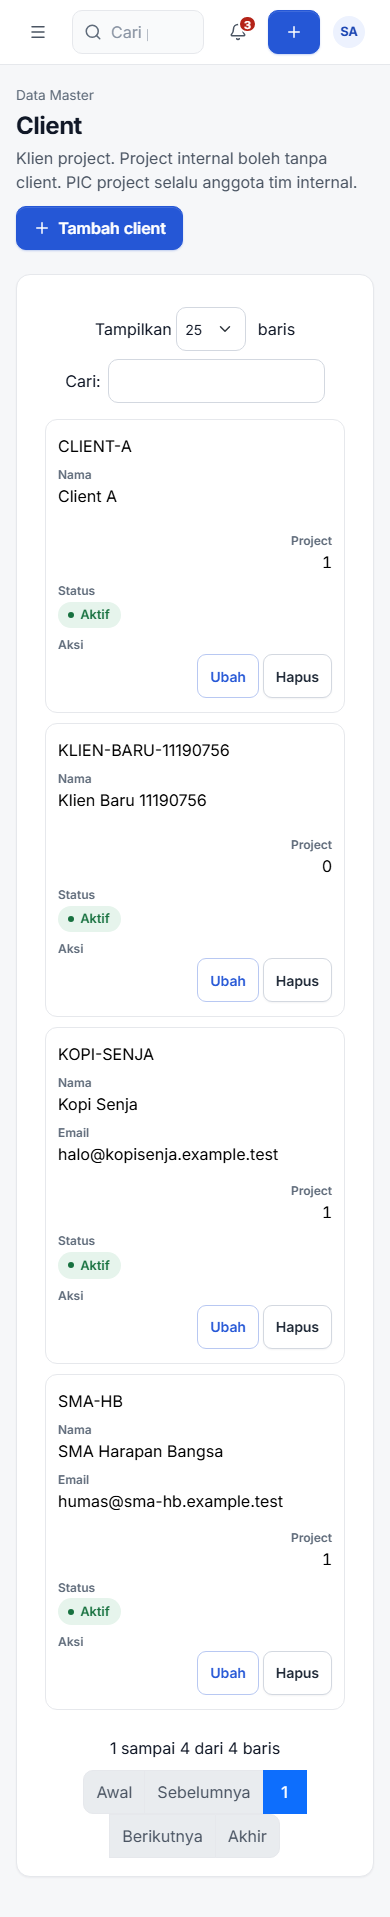 Cari
3
SA
Data Master
Client
Klien project. Project internal boleh tanpa
client. PIC project selalu anggota tim internal.
Tambah client
Tampilkan 25 baris
Cari:
CLIENT-A
Nama
Client A
Project
1
Status
Aktif
Aksi
Ubah Hapus
KLIEN-BARU-11190756
Nama
Klien Baru 11190756
Project
0
Status
Aktif
Aksi
Ubah Hapus
KOPI-SENJA
Nama
Kopi Senja
Email
halo@kopisenja.example.test
Project
1
Status
Aktif
Aksi
Ubah Hapus
SMA-HB
Nama
SMA Harapan Bangsa
Email
humas@sma-hb.example.test
Project
1
Status
Aktif
Aksi
Ubah Hapus
1 sampai 4 dari 4 baris
Awal Sebelumnya 1
Berikutnya Akhir